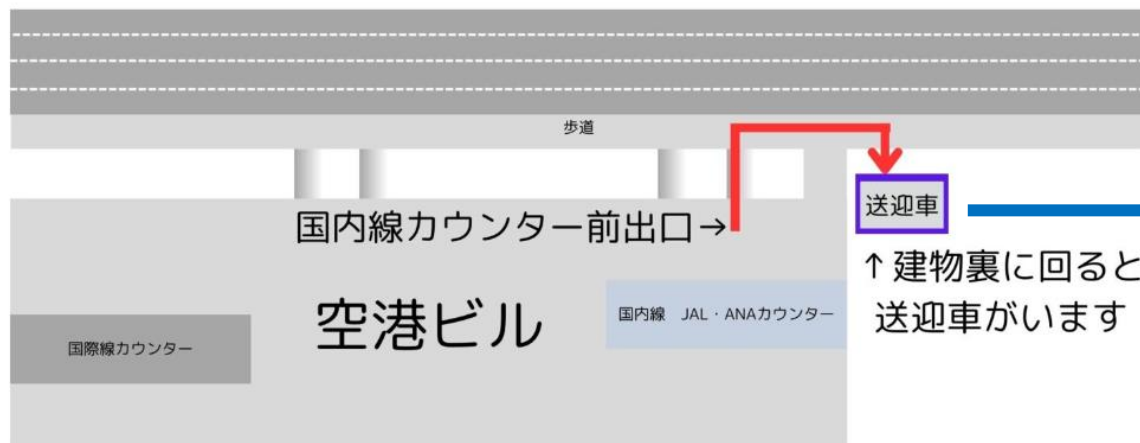 歩道
送迎車
国内線カウンター前出口→
↑建物裏に回ると
送迎車がいます
空港ビル
国内線 JAL・ANAカウンター
国際線カウンター